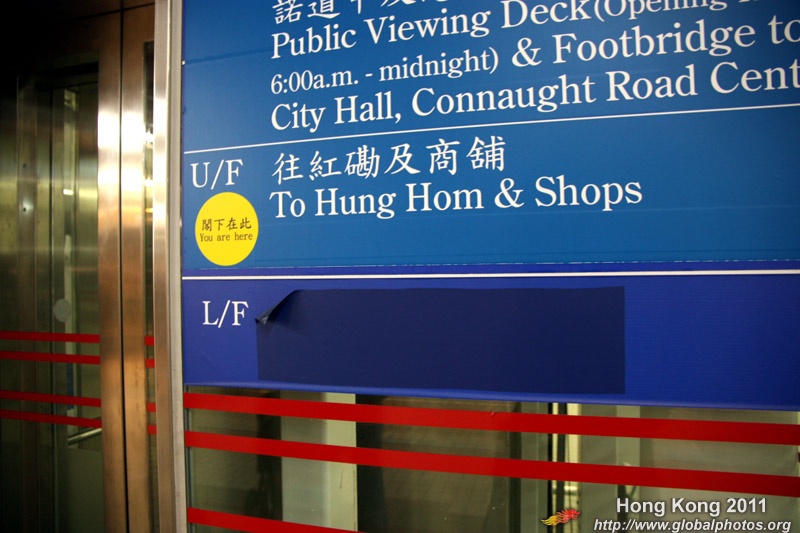 Public Viewing Deck(Opening
6:00a.m. - midnight) & Footbridge to
City Hall, Connaught Road Cent
U/F
往紅磡及商舖
To Hung Hom & Shops
閣下在此
You are here
L/F
Hong Kong 2011
http://www.globalphotos.org